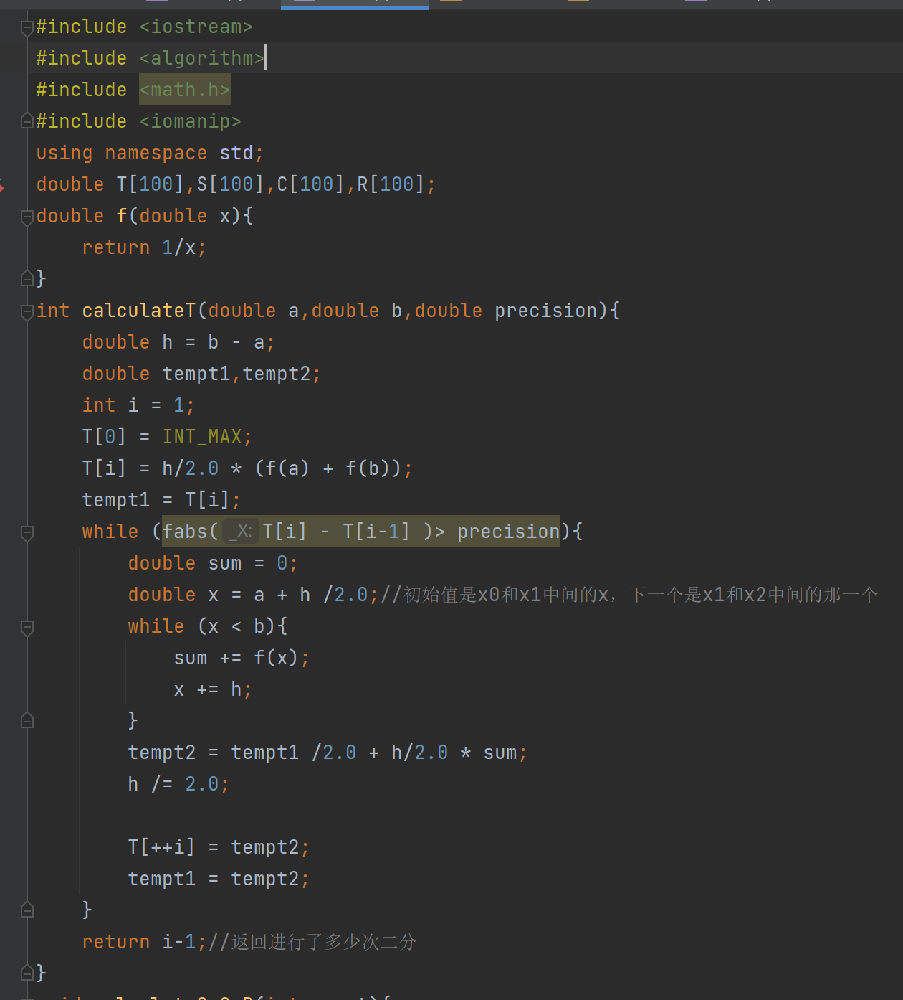 #include <iostream>
#include <algorithm>
#include <math.h>
#include <iomanip>
using namespace std;
double T[100],S[100],C[100],R[100];
double f(double x){
    return 1/x;
}
int calculateT(double a,double b,double precision){
    double h = b - a;
    double tempt1,tempt2;
    int i = 1;
    T[0] = INT_MAX;
    T[i] = h/2.0 * (f(a) + f(b));
    tempt1 = T[i];
    while (fabs( _X: T[i] - T[i-1] )> precision){
        double sum = 0;
        double x = a + h /2.0;//初始值是x0和x1中间的x，下一个是x1和x2中间的那一个
        while (x < b){
            sum += f(x);
            x += h;
        }
        tempt2 = tempt1 /2.0 + h/2.0 * sum;
        h /= 2.0;
        T[++i] = tempt2;
        tempt1 = tempt2;
    }
    return i-1;//返回进行了多少次二分
}